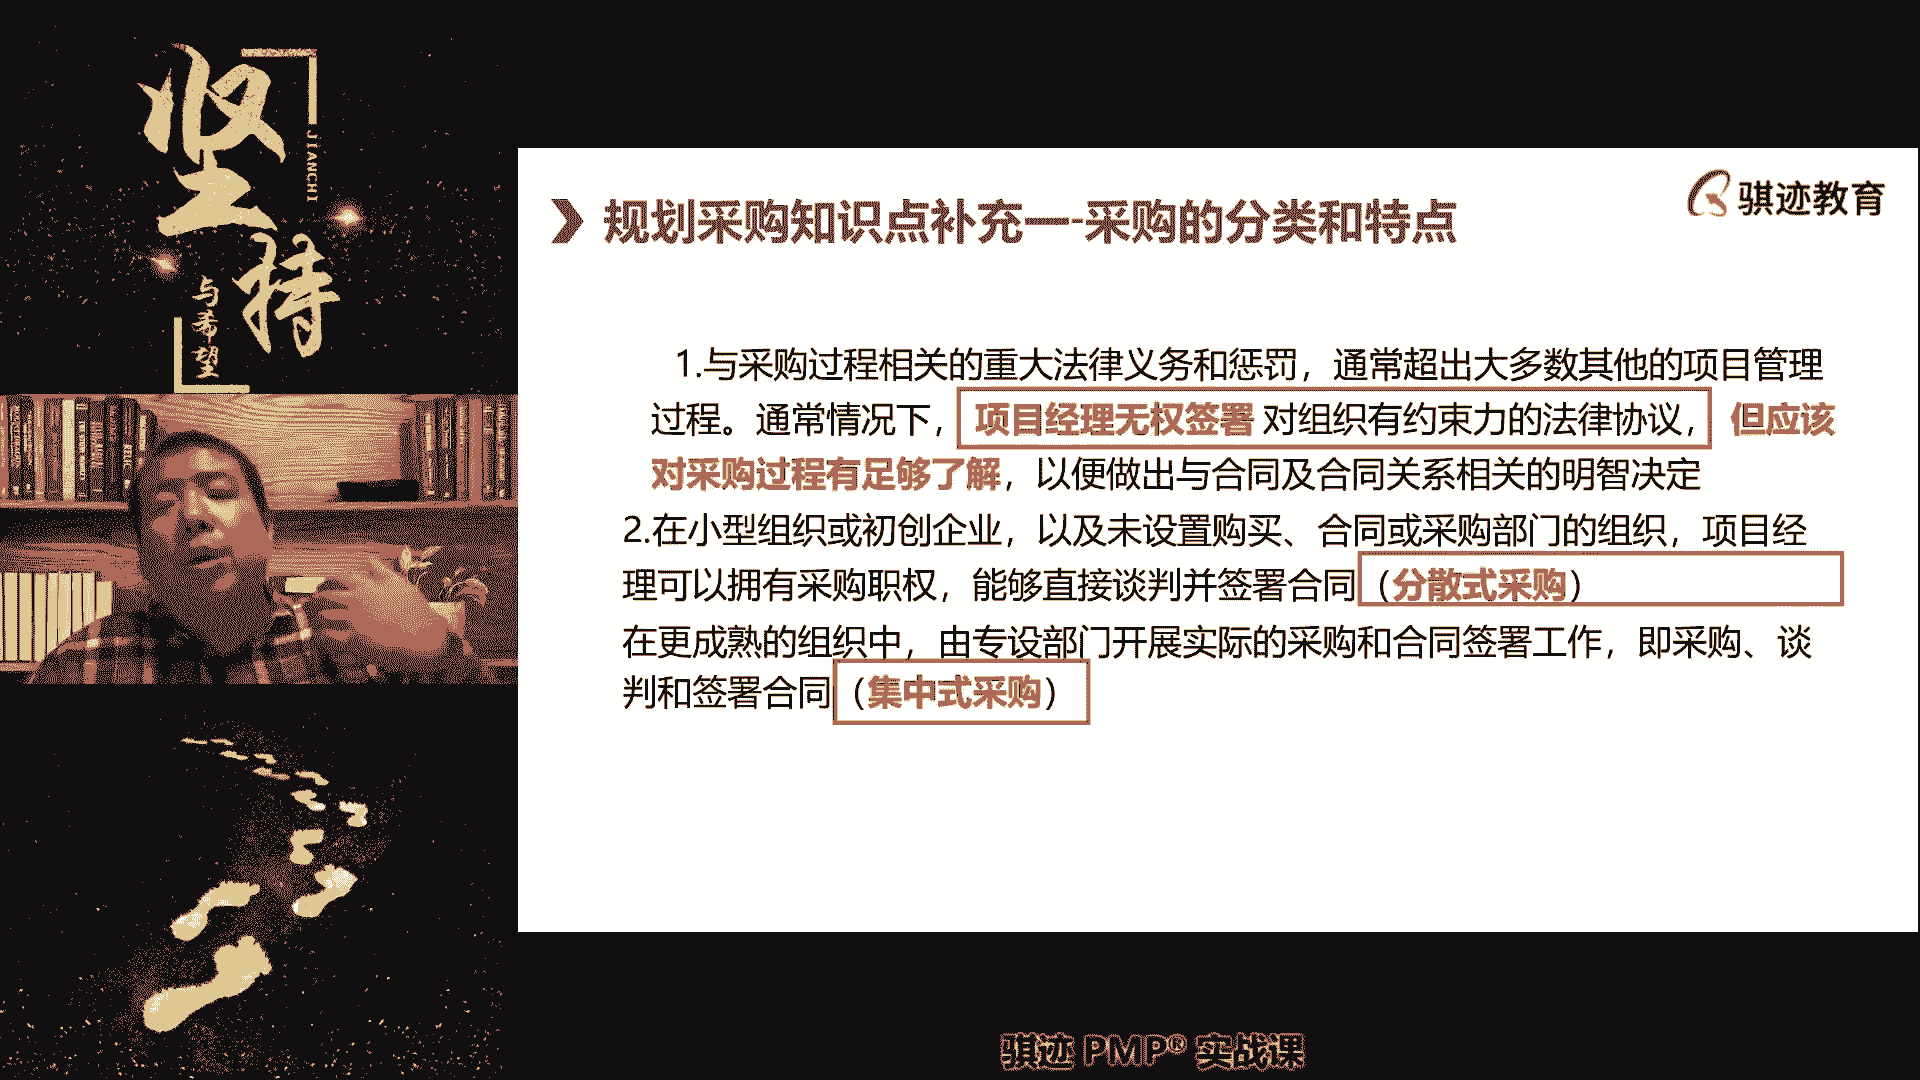 坚持
JIANCHI
与希望
规划采购知识点补充一-采购的分类和特点
骐迹教育
1.与采购过程相关的重大法律义务和惩罚，通常超出大多数其他的项目管理
过程。通常情况下，项目经理无权签署 对组织有约束力的法律协议，但应该
对采购过程有足够了解，以便做出与合同及合同关系相关的明智决定
2.在小型组织或初创企业，以及未设置购买、合同或采购部门的组织，项目经
理可以拥有采购职权，能够直接谈判并签署合同（分散式采购）
在更成熟的组织中，由专设部门开展实际的采购和合同签署工作，即采购、谈
判和签署合同（集中式采购）
骐迹 PMP® 实战课